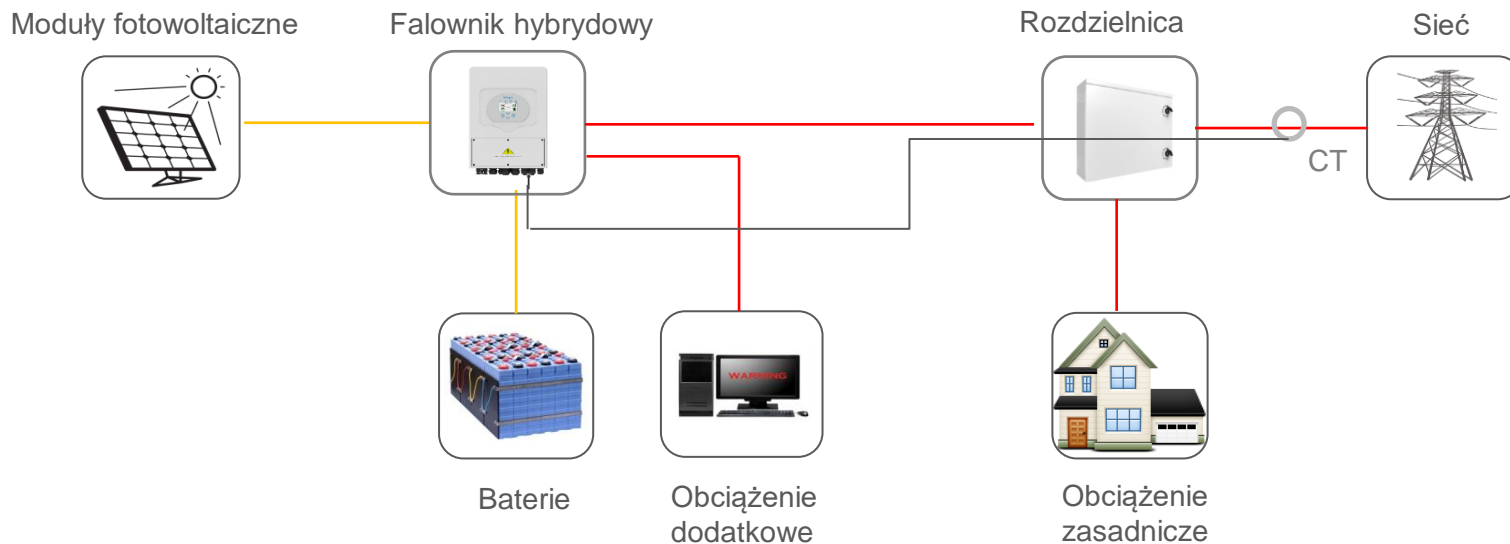 Moduły fotowoltaiczne
Falownik hybrydowy
Rozdzielnica
Sieć
CT
WARNING
Baterie
Obciążenie
dodatkowe
Obciążenie
zasadnicze